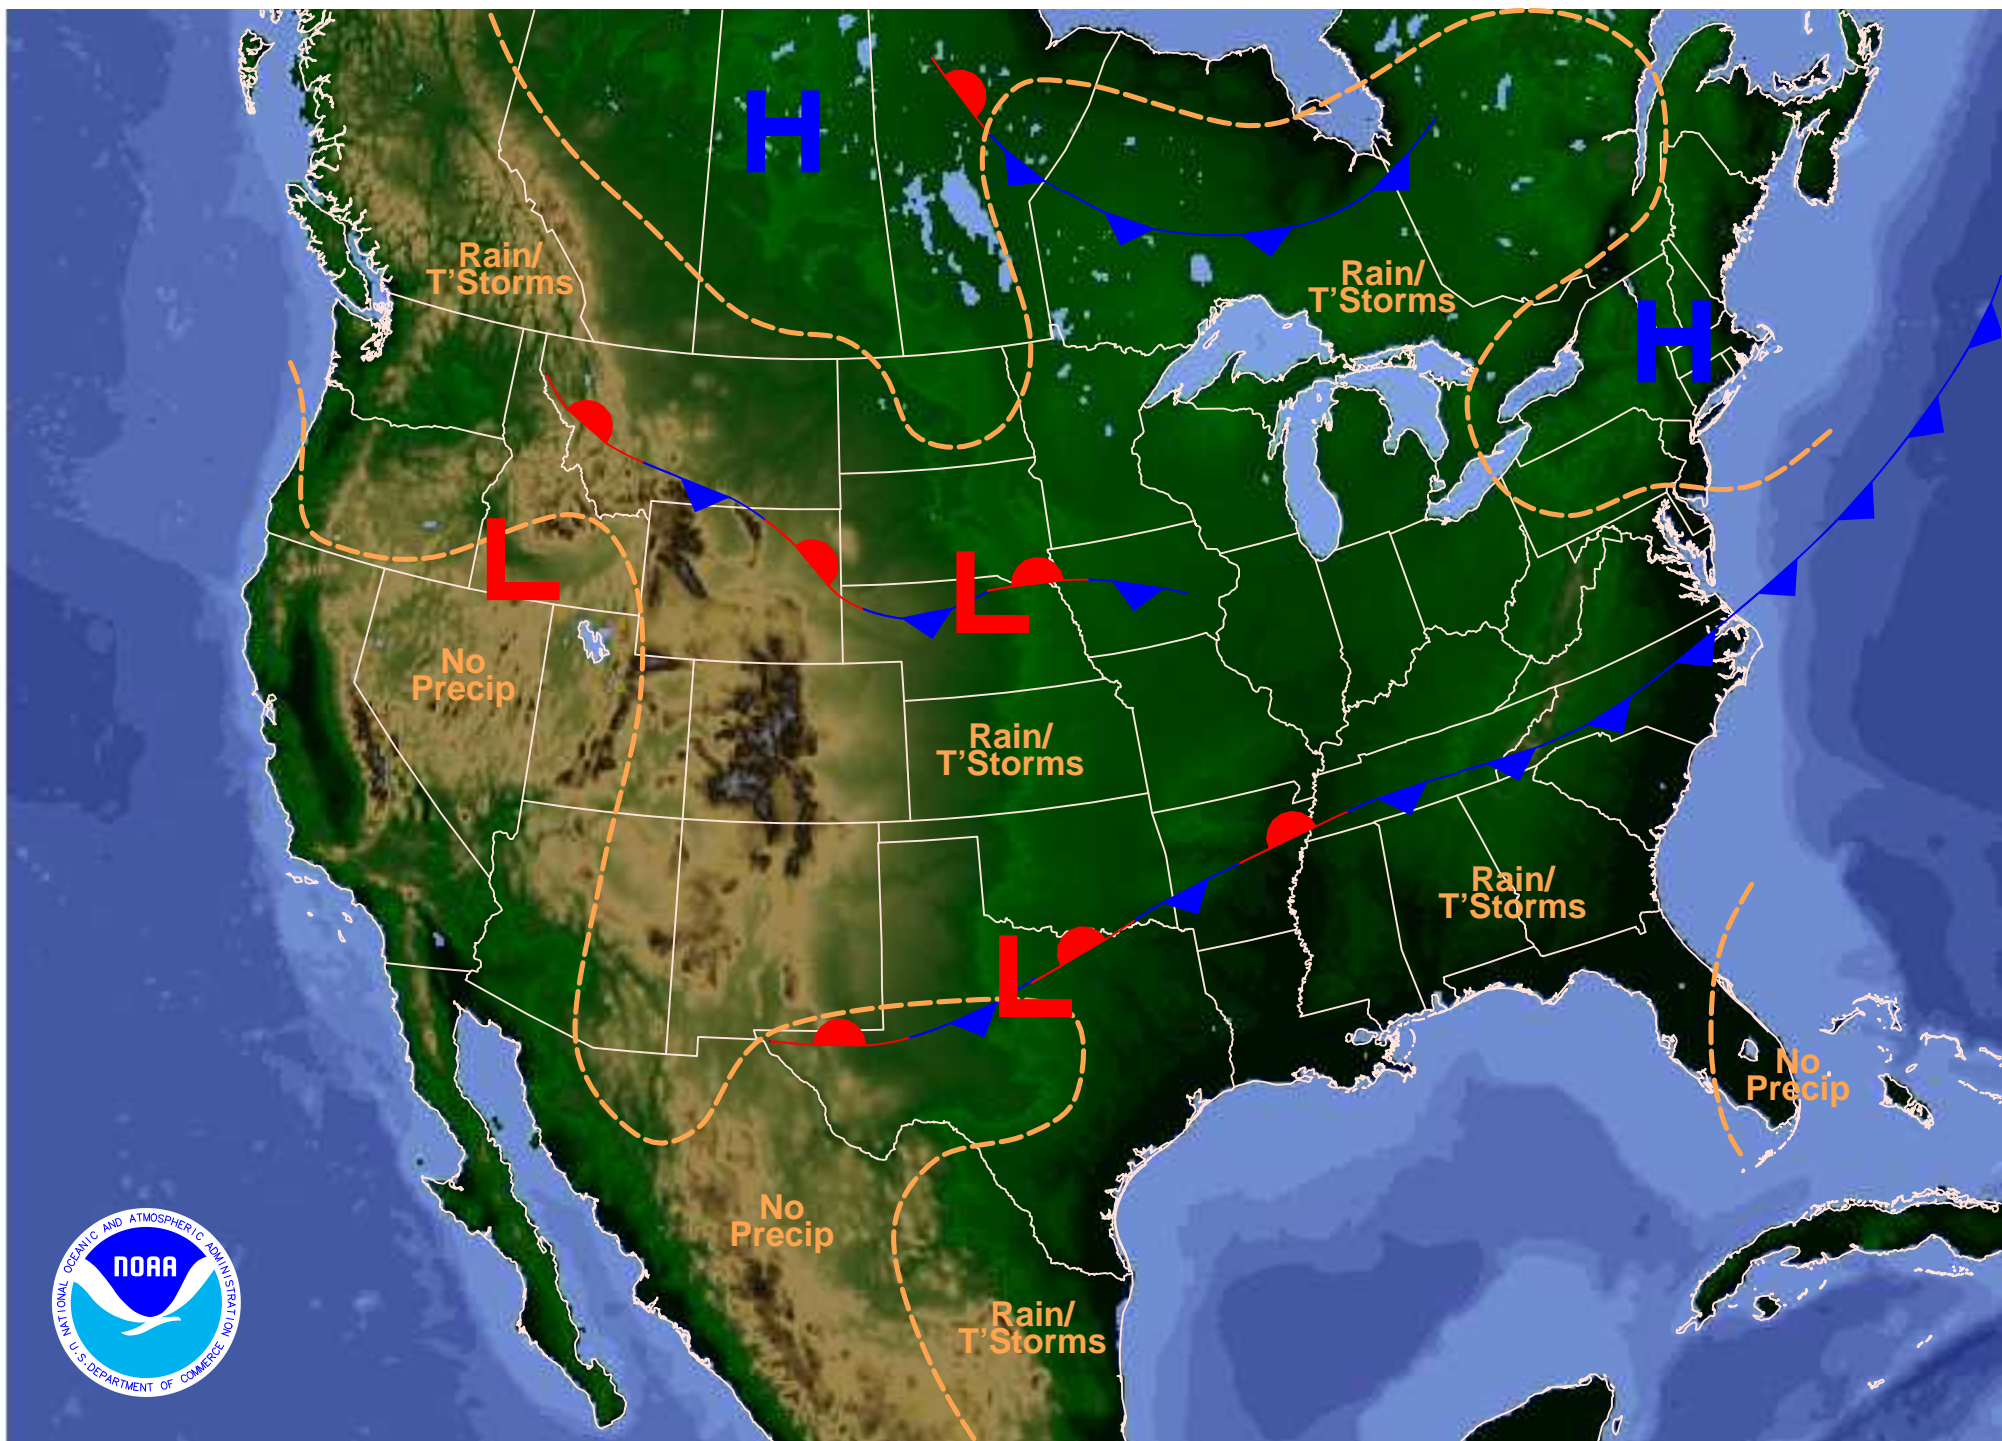 H
Rain/
T'Storms
Rain/
T'Storms
H
L
L
No
Precip
Rain/
T'Storms
Rain/
T'Storms
L
No
Precip
No
Precip
Rain/
T'Storms
NATIONAL OCEANIC AND ATMOSPHERIC ADMINISTRATION
NOAA
U.S. DEPARTMENT OF COMMERCE